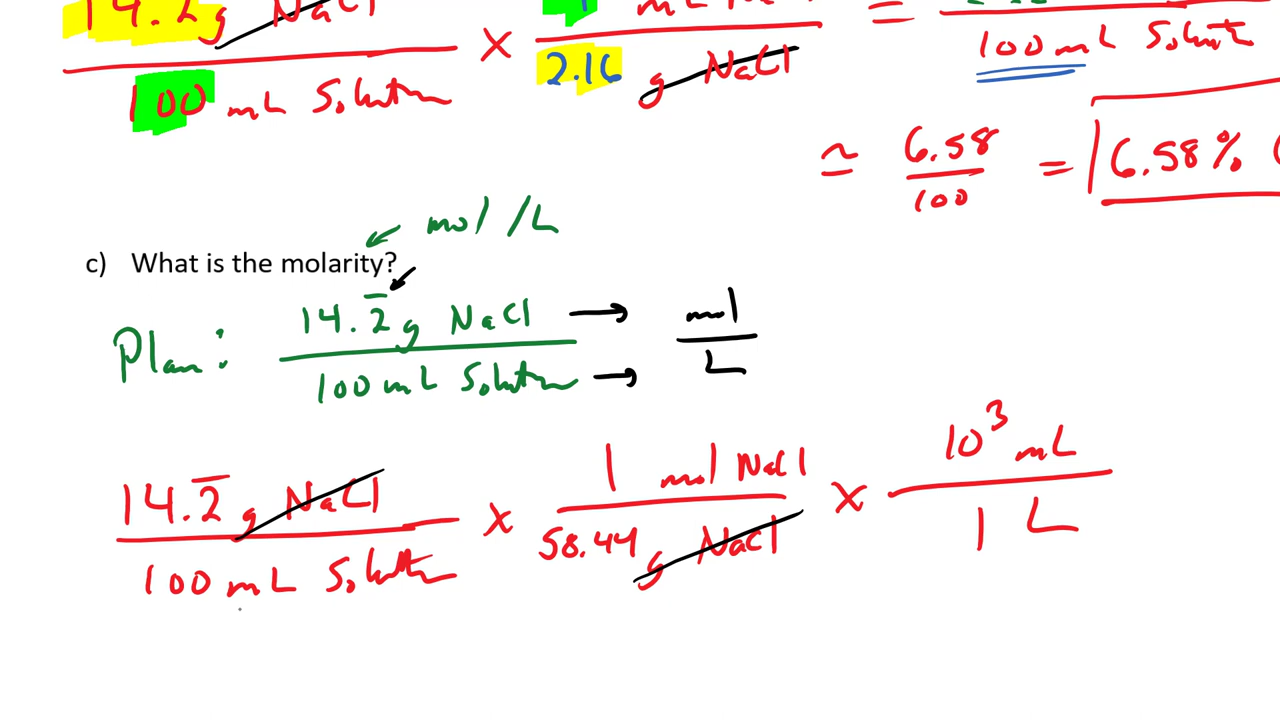 14.2 g NaCl × 1 mL =
100 mL Solution 2.16 g NaCl 100 mL Solution
≃ 6.58 / 100 = 6.58%
mol/L
c) What is the molarity?
Plan: 14.2̅ g NaCl → mol
100 mL Solution → L
14.2̅ g NaCl × 1 mol NaCl × 10³ mL
100 mL Solution 58.44 g NaCl 1 L